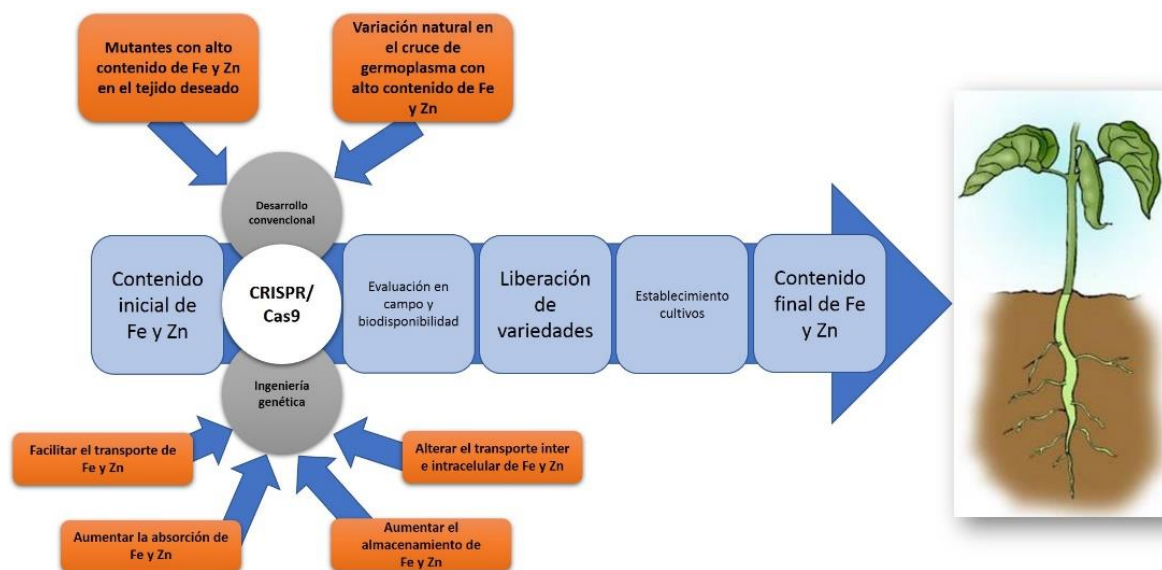 Mutantes con alto
contenido de Fe y Zn
en el tejido deseado
Variación natural en
el cruce de
germoplasma con
alto contenido de Fe
y Zn
Desarrollo
convencional
Contenido
inicial de
Fe y Zn
CRISPR/
Cas9
Evaluación en
campo y
biodisponibilidad
Liberación
de
variedades
Establecimiento
cultivos
Contenido
final de Fe
y Zn
Ingeniería
genética
Facilitar el transporte de
Fe y Zn
Alterar el transporte inter
e intracelular de Fe y Zn
Aumentar la absorción de
Fe y Zn
Aumentar el
almacenamiento de
Fe y Zn